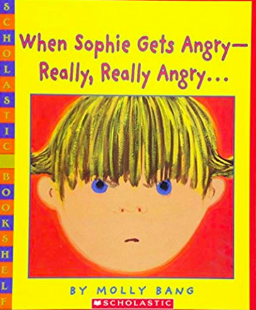 SCHOLASTIC BOOKSHELF
When Sophie Gets Angry—
Really, Really Angry...
BY MOLLY BANG
SCHOLASTIC